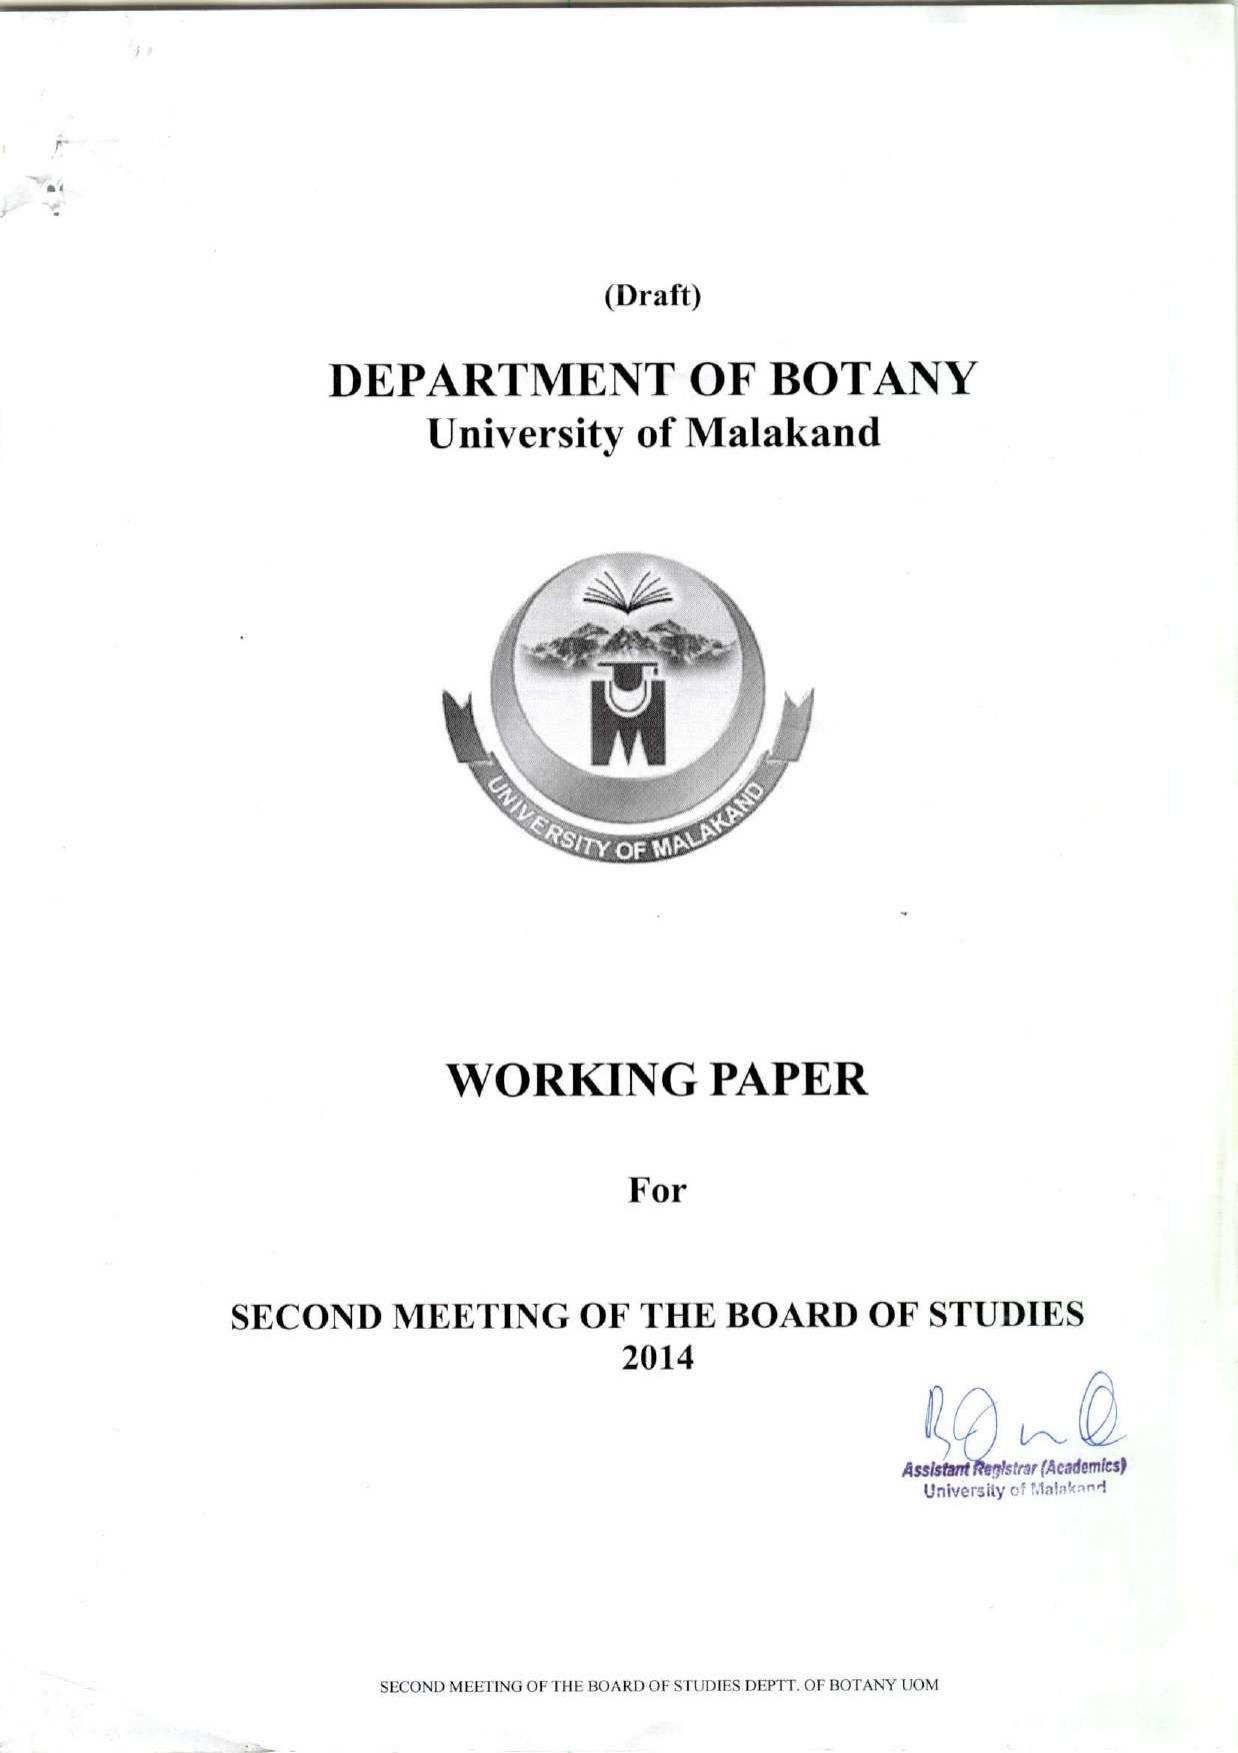 (Draft)
DEPARTMENT OF BOTANY
University of Malakand
UNIVERSITY OF MALAKAND
WORKING PAPER
For
SECOND MEETING OF THE BOARD OF STUDIES
2014
Assistant Registrar (Academics)
University of Malakand
SECOND MEETING OF THE BOARD OF STUDIES DEPTT. OF BOTANY UOM